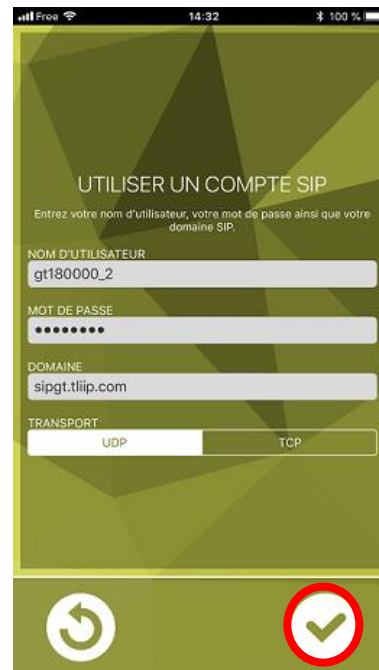 Free 14:32 100 %
UTILISER UN COMPTE SIP
Entrez votre nom d'utilisateur, votre mot de passe ainsi que votre
domaine SIP.
NOM D'UTILISATEUR
gt180000_2
MOT DE PASSE
●●●●●●●●
DOMAINE
sipgt.tliip.com
TRANSPORT
UDP TCP